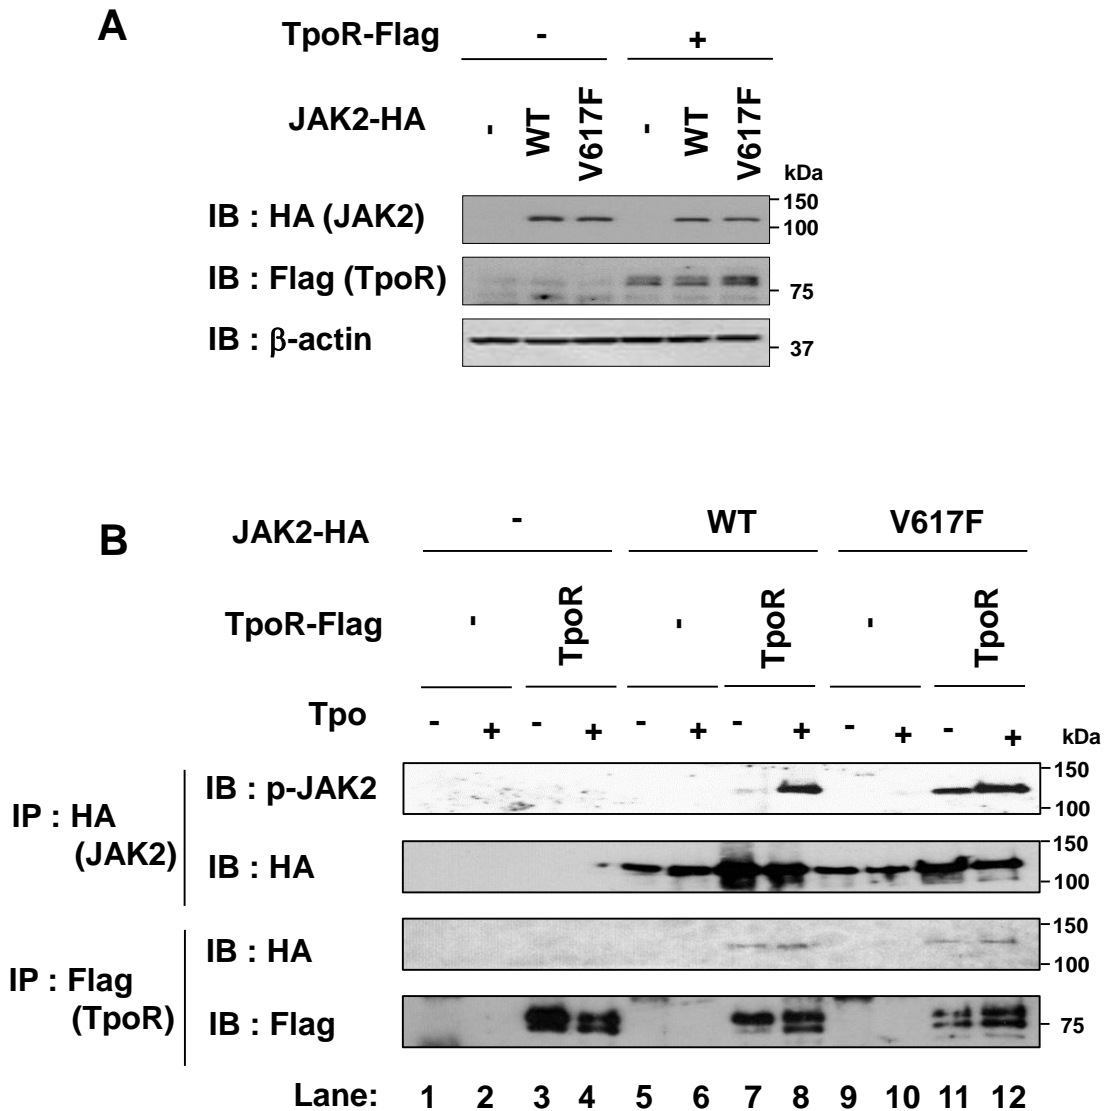 A
TpoR-Flag - +
JAK2-HA - WT V617F - WT V617F
kDa
IB : HA (JAK2) 150
100
IB : Flag (TpoR) 75
IB : β-actin 37
B
JAK2-HA - WT V617F
TpoR-Flag - TpoR - TpoR - TpoR
Tpo - + - + - + - + - + - +
kDa
IP : HA
(JAK2)
IB : p-JAK2 150
100
IB : HA 150
100
IP : Flag
(TpoR)
IB : HA 150
100
IB : Flag 75
Lane: 1 2 3 4 5 6 7 8 9 10 11 12